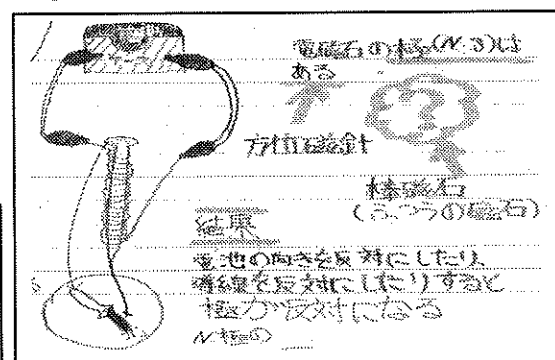 電磁石の極(N・S)は
ある
？
方位磁針
棒磁石
(ふつうの磁石)
結果
電池の向きを反対にしたり、
導線を反対にしたりすると
極が反対になる
N極の